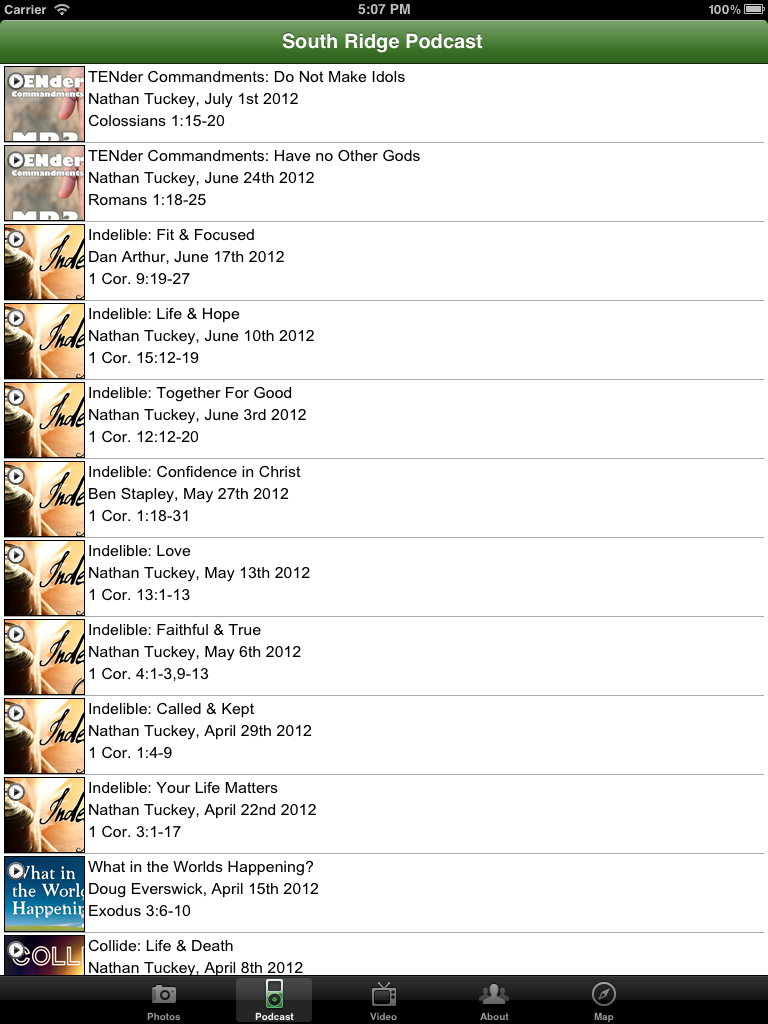 Carrier
5:07 PM
100%
South Ridge Podcast
TENder
Commandments
MP3
TENder Commandments: Do Not Make Idols
Nathan Tuckey, July 1st 2012
Colossians 1:15-20
TENder
Commandments
MP3
TENder Commandments: Have no Other Gods
Nathan Tuckey, June 24th 2012
Romans 1:18-25
Inde
Indelible: Fit & Focused
Dan Arthur, June 17th 2012
1 Cor. 9:19-27
Inde
Indelible: Life & Hope
Nathan Tuckey, June 10th 2012
1 Cor. 15:12-19
Inde
Indelible: Together For Good
Nathan Tuckey, June 3rd 2012
1 Cor. 12:12-20
Inde
Indelible: Confidence in Christ
Ben Stapley, May 27th 2012
1 Cor. 1:18-31
Inde
Indelible: Love
Nathan Tuckey, May 13th 2012
1 Cor. 13:1-13
Inde
Indelible: Faithful & True
Nathan Tuckey, May 6th 2012
1 Cor. 4:1-3,9-13
Inde
Indelible: Called & Kept
Nathan Tuckey, April 29th 2012
1 Cor. 1:4-9
Inde
Indelible: Your Life Matters
Nathan Tuckey, April 22nd 2012
1 Cor. 3:1-17
What in
the Worl
Happenin
What in the Worlds Happening?
Doug Everswick, April 15th 2012
Exodus 3:6-10
COLL
Collide: Life & Death
Nathan Tuckey, April 8th 2012
Photos
Podcast
Video
About
Map